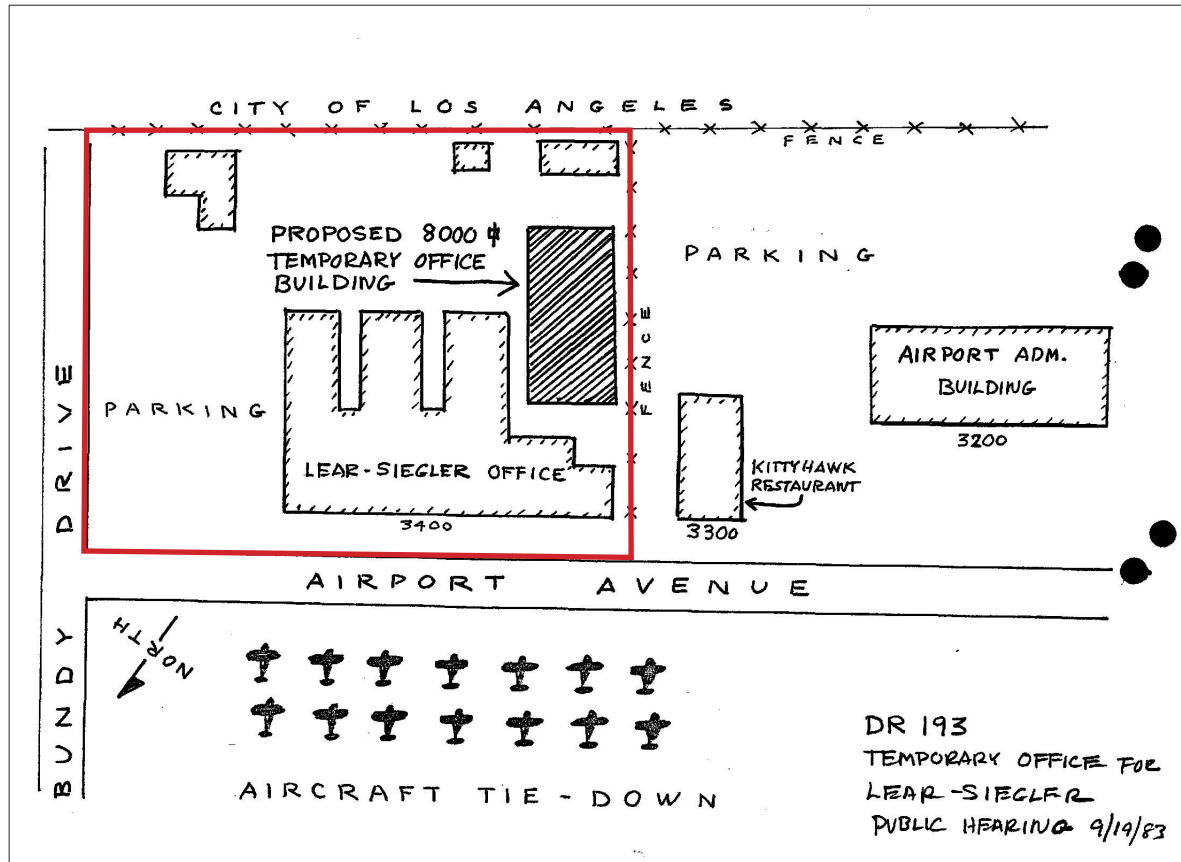 CITY OF LOS ANGELES
FENCE
PROPOSED 8000 ⌷
TEMPORARY OFFICE
BUILDING
PARKING
FENCE
AIRPORT ADM.
BUILDING
3200
DRIVE
PARKING
LEAR-SIEGLER OFFICE
3400
KITTYHAWK
RESTAURANT
3300
AIRPORT AVENUE
BUNDY
NORTH
AIRCRAFT TIE-DOWN
DR 193
TEMPORARY OFFICE FOR
LEAR-SIEGLER
PUBLIC HEARING 9/19/83